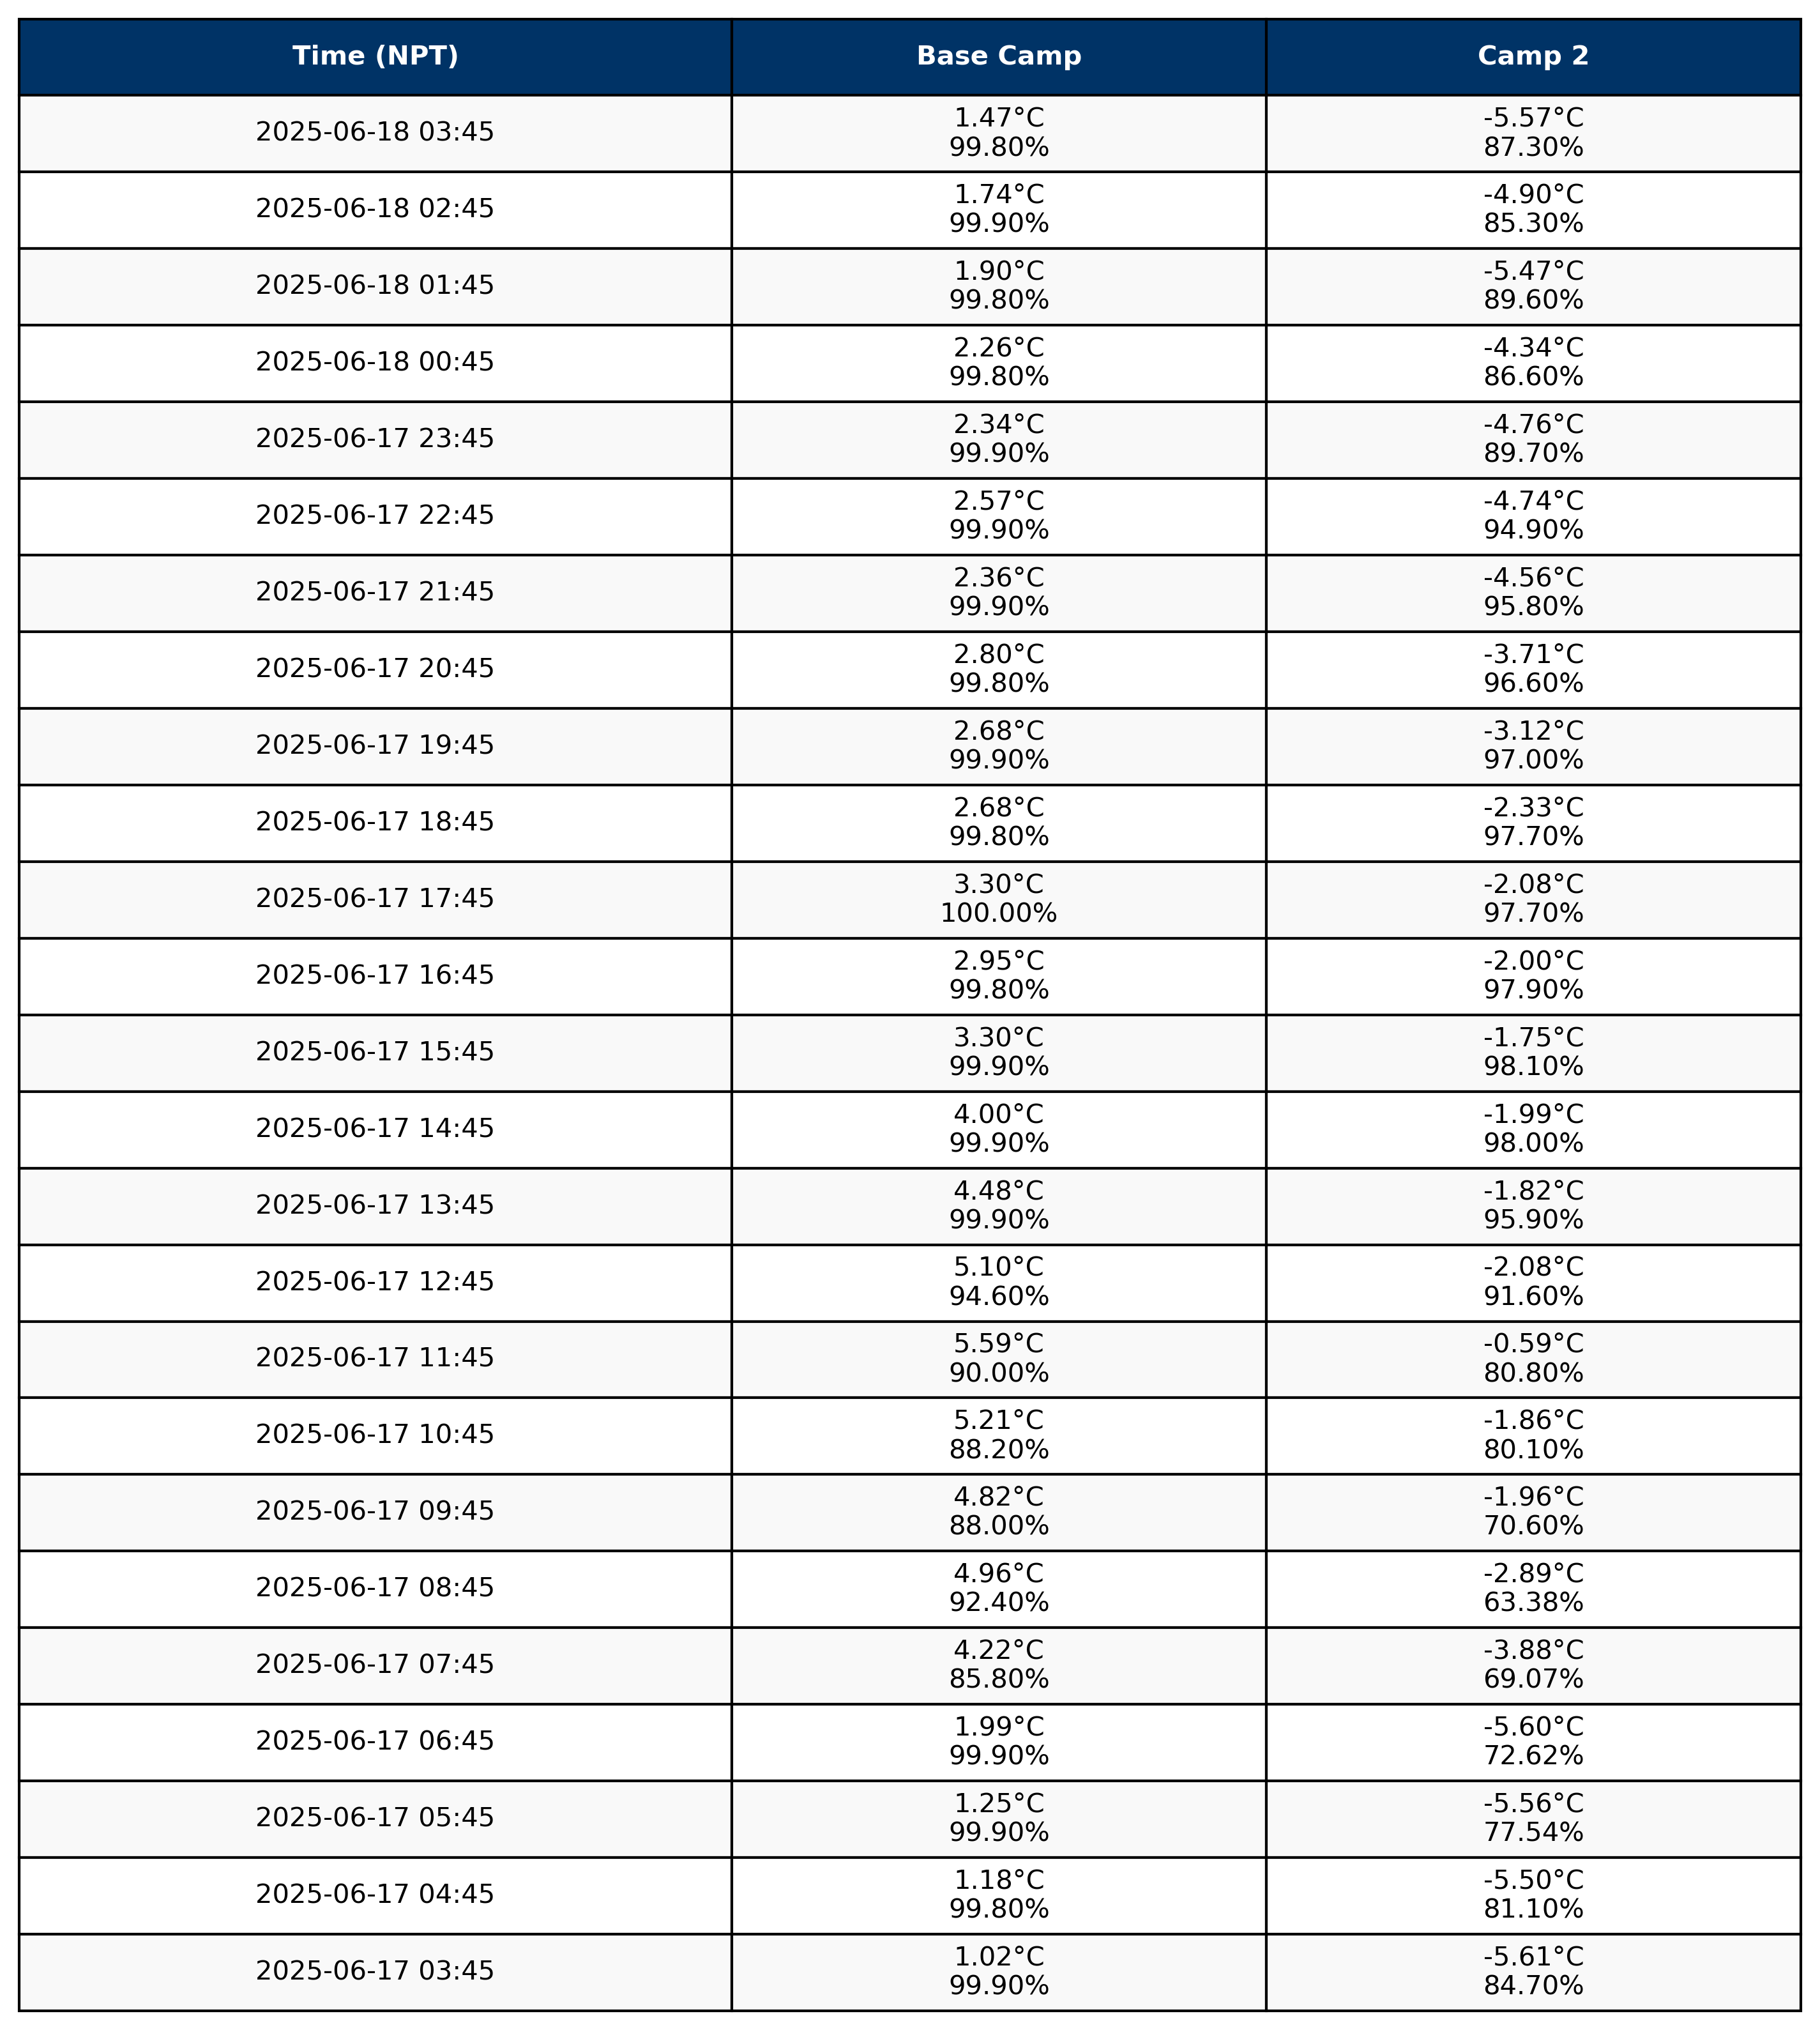 Time (NPT) Base Camp Camp 2
2025-06-18 03:45 1.47°C -5.57°C
99.80% 87.30%
2025-06-18 02:45 1.74°C -4.90°C
99.90% 85.30%
2025-06-18 01:45 1.90°C -5.47°C
99.80% 89.60%
2025-06-18 00:45 2.26°C -4.34°C
99.80% 86.60%
2025-06-17 23:45 2.34°C -4.76°C
99.90% 89.70%
2025-06-17 22:45 2.57°C -4.74°C
99.90% 94.90%
2025-06-17 21:45 2.36°C -4.56°C
99.90% 95.80%
2025-06-17 20:45 2.80°C -3.71°C
99.80% 96.60%
2025-06-17 19:45 2.68°C -3.12°C
99.90% 97.00%
2025-06-17 18:45 2.68°C -2.33°C
99.80% 97.70%
2025-06-17 17:45 3.30°C -2.08°C
100.00% 97.70%
2025-06-17 16:45 2.95°C -2.00°C
99.80% 97.90%
2025-06-17 15:45 3.30°C -1.75°C
99.90% 98.10%
2025-06-17 14:45 4.00°C -1.99°C
99.90% 98.00%
2025-06-17 13:45 4.48°C -1.82°C
99.90% 95.90%
2025-06-17 12:45 5.10°C -2.08°C
94.60% 91.60%
2025-06-17 11:45 5.59°C -0.59°C
90.00% 80.80%
2025-06-17 10:45 5.21°C -1.86°C
88.20% 80.10%
2025-06-17 09:45 4.82°C -1.96°C
88.00% 70.60%
2025-06-17 08:45 4.96°C -2.89°C
92.40% 63.38%
2025-06-17 07:45 4.22°C -3.88°C
85.80% 69.07%
2025-06-17 06:45 1.99°C -5.60°C
99.90% 72.62%
2025-06-17 05:45 1.25°C -5.56°C
99.90% 77.54%
2025-06-17 04:45 1.18°C -5.50°C
99.80% 81.10%
2025-06-17 03:45 1.02°C -5.61°C
99.90% 84.70%